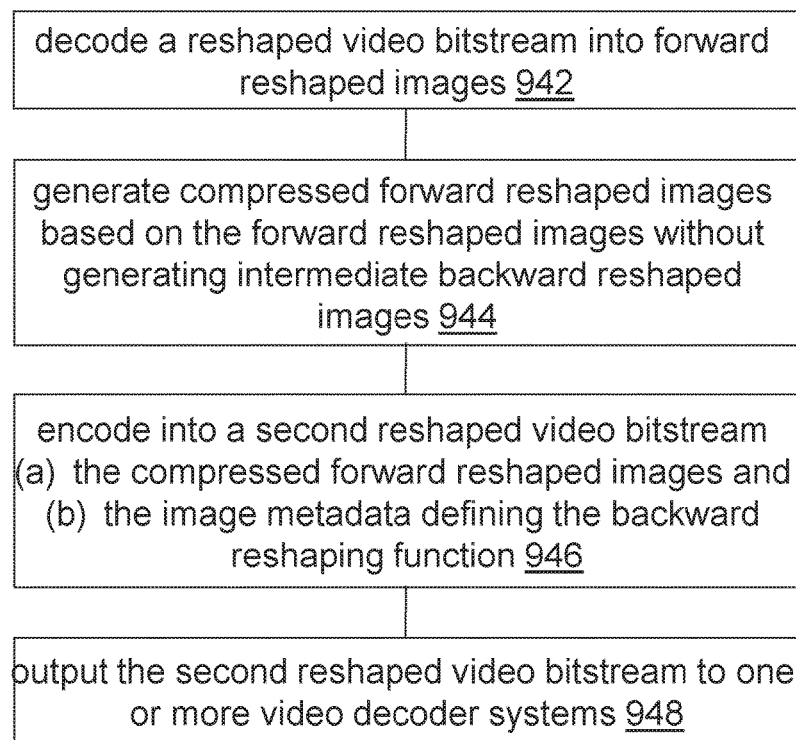 decode a reshaped video bitstream into forward
reshaped images 942
generate compressed forward reshaped images
based on the forward reshaped images without
generating intermediate backward reshaped
images 944
encode into a second reshaped video bitstream
(a) the compressed forward reshaped images and
(b) the image metadata defining the backward
reshaping function 946
output the second reshaped video bitstream to one
or more video decoder systems 948